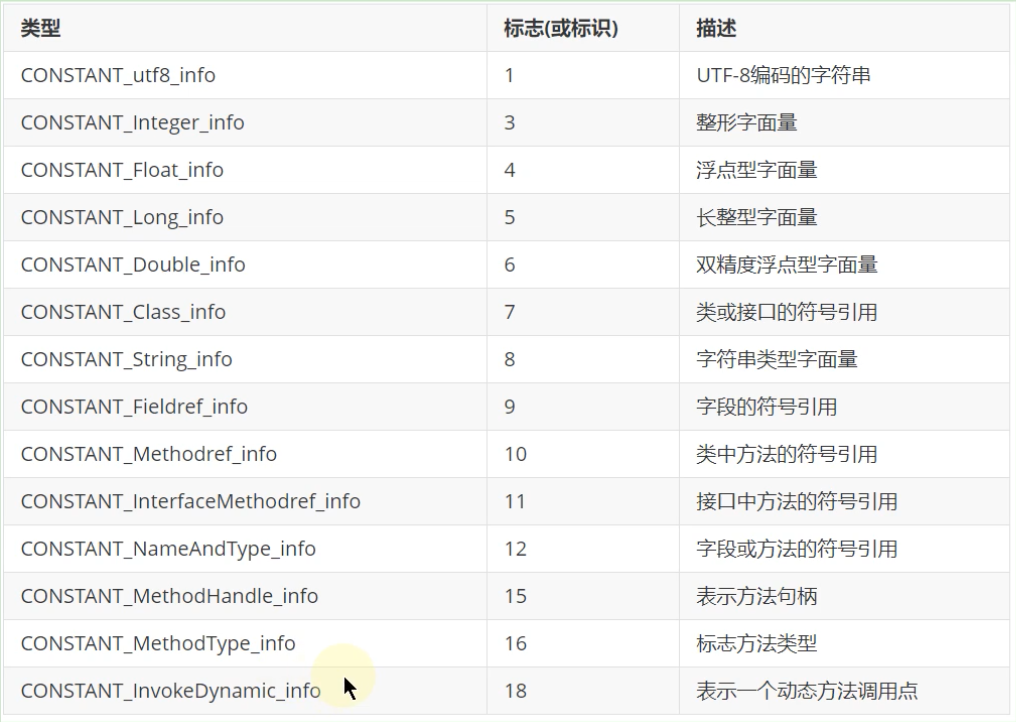 类型 标志(或标识) 描述
CONSTANT_utf8_info 1 UTF-8编码的字符串
CONSTANT_Integer_info 3 整形字面量
CONSTANT_Float_info 4 浮点型字面量
CONSTANT_Long_info 5 长整型字面量
CONSTANT_Double_info 6 双精度浮点型字面量
CONSTANT_Class_info 7 类或接口的符号引用
CONSTANT_String_info 8 字符串类型字面量
CONSTANT_Fieldref_info 9 字段的符号引用
CONSTANT_Methodref_info 10 类中方法的符号引用
CONSTANT_InterfaceMethodref_info 11 接口中方法的符号引用
CONSTANT_NameAndType_info 12 字段或方法的符号引用
CONSTANT_MethodHandle_info 15 表示方法句柄
CONSTANT_MethodType_info 16 标志方法类型
CONSTANT_InvokeDynamic_info 18 表示一个动态方法调用点